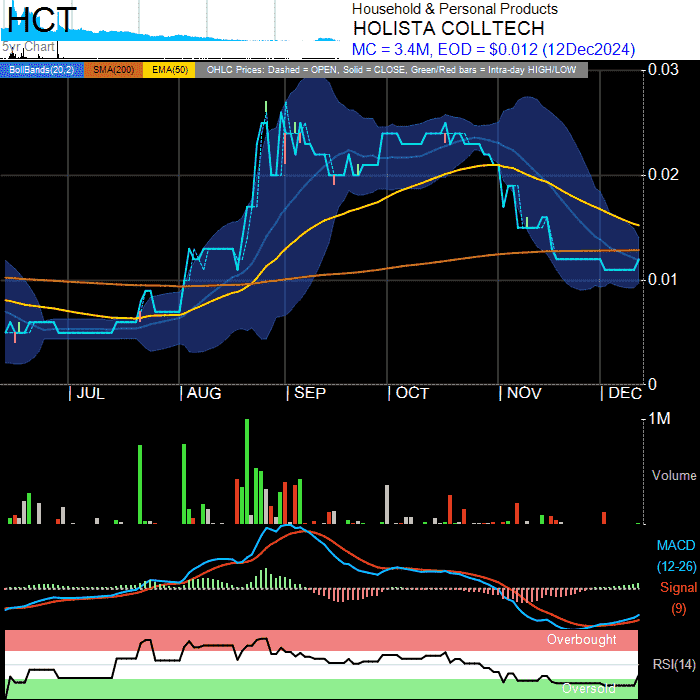 HCT
Household & Personal Products
HOLISTA COLLTECH
5yr Chart
MC = 3.4M, EOD = $0.012 (12Dec2024)
BollBands(20,2) SMA(200) EMA(50) OHLC Prices: Dashed = OPEN, Solid = CLOSE, Green/Red bars = Intra-day HIGH/LOW
0.03
0.02
0.01
0
JUL AUG SEP OCT NOV DEC
1M
Volume
MACD
(12-26)
Signal
(9)
Overbought
RSI(14)
Oversold